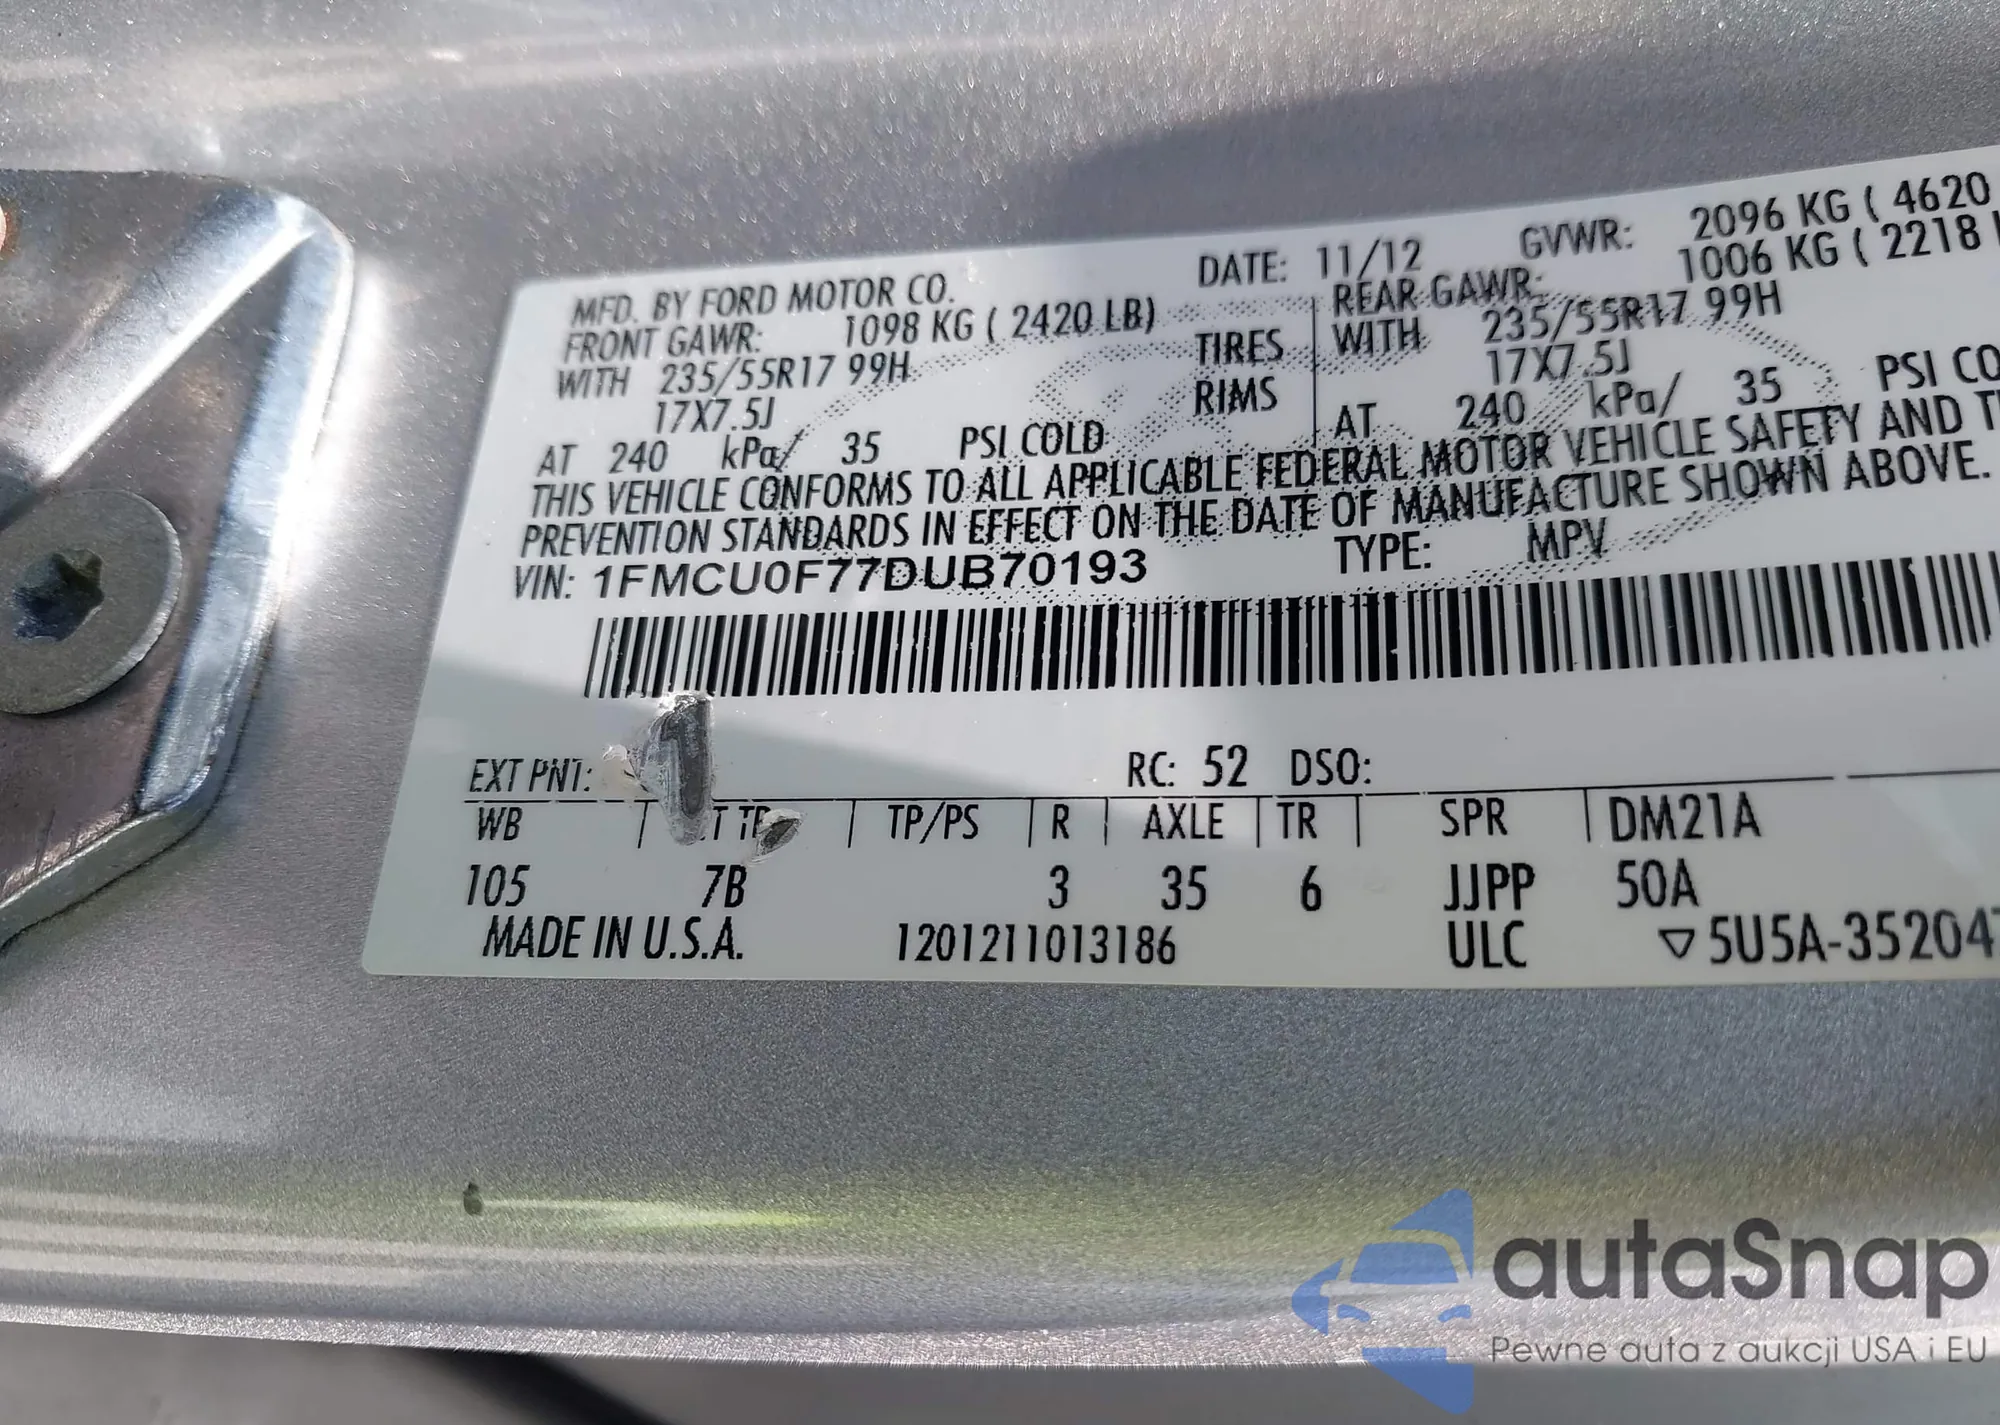 MFD. BY FORD MOTOR CO. DATE: 11/12 GVWR: 2096 KG ( 4620
FRONT GAWR: 1098 KG ( 2420 LB) REAR GAWR: 1006 KG ( 2218
WITH 235/55R17 99H TIRES WITH 235/55R17 99H
17X7.5J RIMS 17X7.5J
AT 240 kPa/ 35 PSI COLD AT 240 kPa/ 35 PSI CO
THIS VEHICLE CONFORMS TO ALL APPLICABLE FEDERAL MOTOR VEHICLE SAFETY AND T
PREVENTION STANDARDS IN EFFECT ON THE DATE OF MANUFACTURE SHOWN ABOVE.
VIN: 1FMCU0F77DUB70193 TYPE: MPV
EXT PNT: RC: 52 DSO:
WB T TR TP/PS R AXLE TR SPR DM21A
105 7B 3 35 6 JJPP 50A
MADE IN U.S.A. 1201211013186 ULC ▽5U5A-35204
autaSnap
Pewne auta z aukcji USA i EU